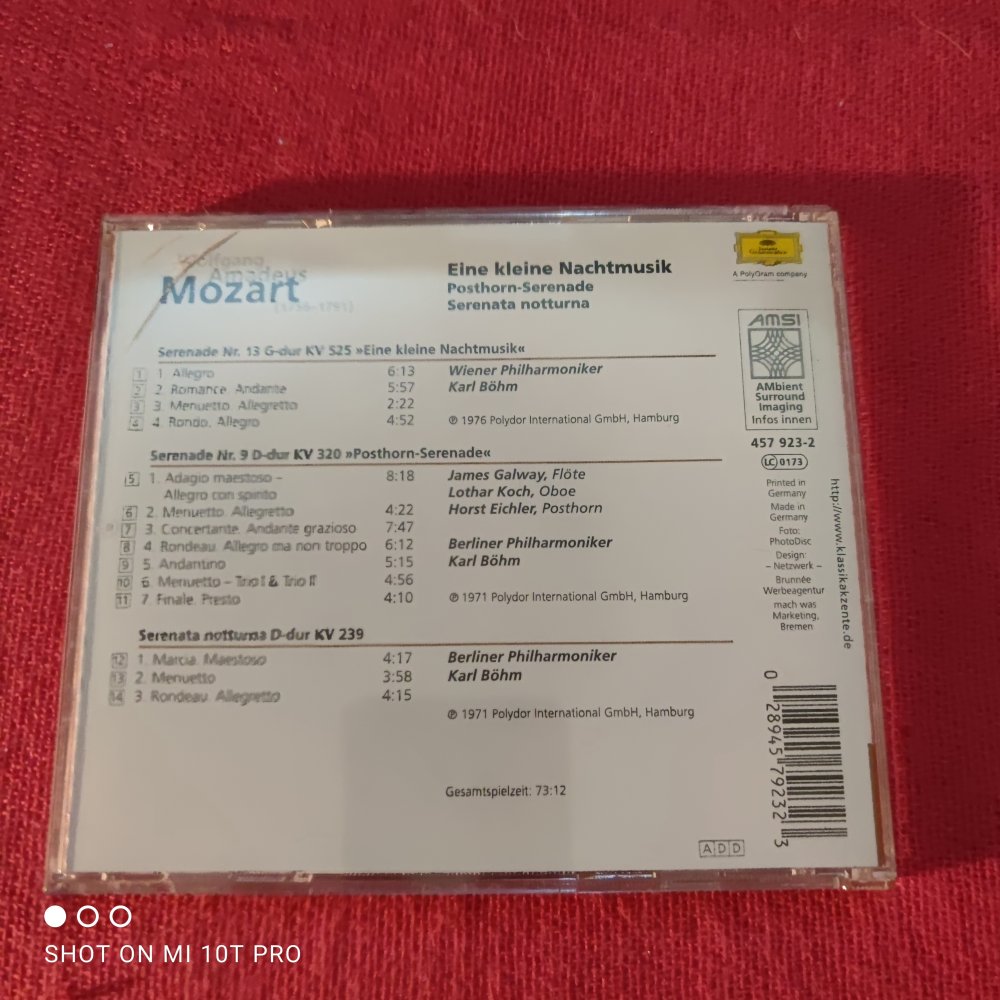 Wolfgang
Amadeus
Mozart
(1756–1791)
Eine kleine Nachtmusik
Posthorn-Serenade
Serenata notturna
Deutsche
Grammophon
A PolyGram company
Serenade Nr. 13 G-dur KV 525 »Eine kleine Nachtmusik«
1 1. Allegro 6:13 Wiener Philharmoniker
2 2. Romance. Andante 5:57 Karl Böhm
3 3. Menuetto. Allegretto 2:22
4 4. Rondo. Allegro 4:52 ℗ 1976 Polydor International GmbH, Hamburg
Serenade Nr. 9 D-dur KV 320 »Posthorn-Serenade«
5 1. Adagio maestoso – 8:18 James Galway, Flöte
Allegro con spirito Lothar Koch, Oboe
6 2. Menuetto. Allegretto 4:22 Horst Eichler, Posthorn
7 3. Concertante. Andante grazioso 7:47
8 4. Rondeau. Allegro ma non troppo 6:12 Berliner Philharmoniker
9 5. Andantino 5:15 Karl Böhm
10 6. Menuetto – Trio I & Trio II 4:56
11 7. Finale. Presto 4:10 ℗ 1971 Polydor International GmbH, Hamburg
Serenata notturna D-dur KV 239
12 1. Marcia. Maestoso 4:17 Berliner Philharmoniker
13 2. Menuetto 3:58 Karl Böhm
14 3. Rondeau. Allegretto 4:15
℗ 1971 Polydor International GmbH, Hamburg
Gesamtspielzeit: 73:12
AMSI
AMbient
Surround
Imaging
Infos innen
457 923-2
LC 0173
Printed in
Germany
Made in
Germany
Foto:
PhotoDisc
Design:
– Netzwerk –
Brunnée
Werbeagentur
mach was
Marketing,
Bremen
http://www.klassikakzente.de
0 28945 79232 3
ADD
SHOT ON MI 10T PRO